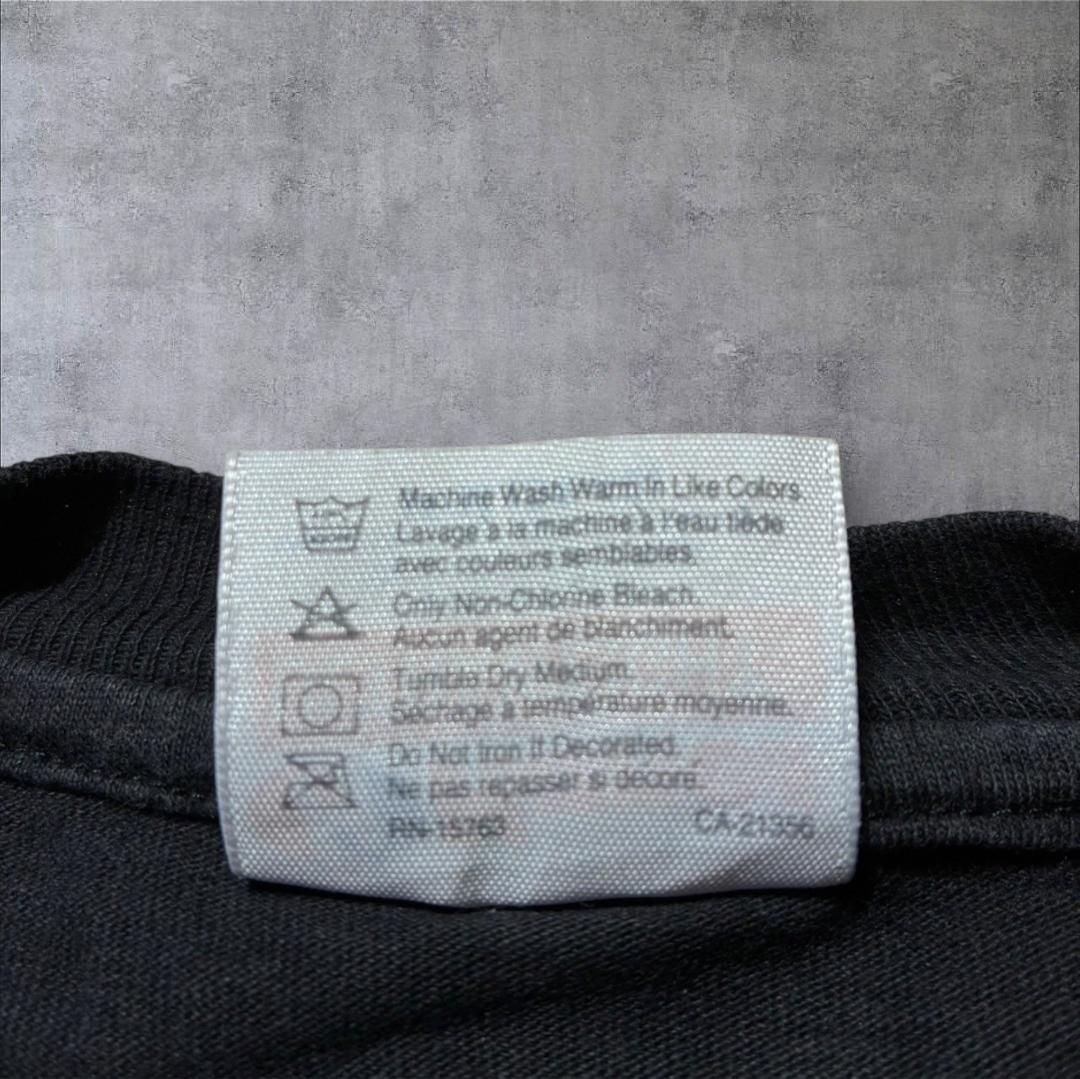 Machine Wash Warm In Like Colors.
Lavage à la machine à l'eau tiède
avec couleurs semblables.
Only Non-Chlorine Bleach.
Aucun agent de blanchiment.
Tumble Dry Medium.
Séchage à température moyenne.
Do Not Iron If Decorated.
Ne pas repasser si décoré.
RN-15763 CA-21356